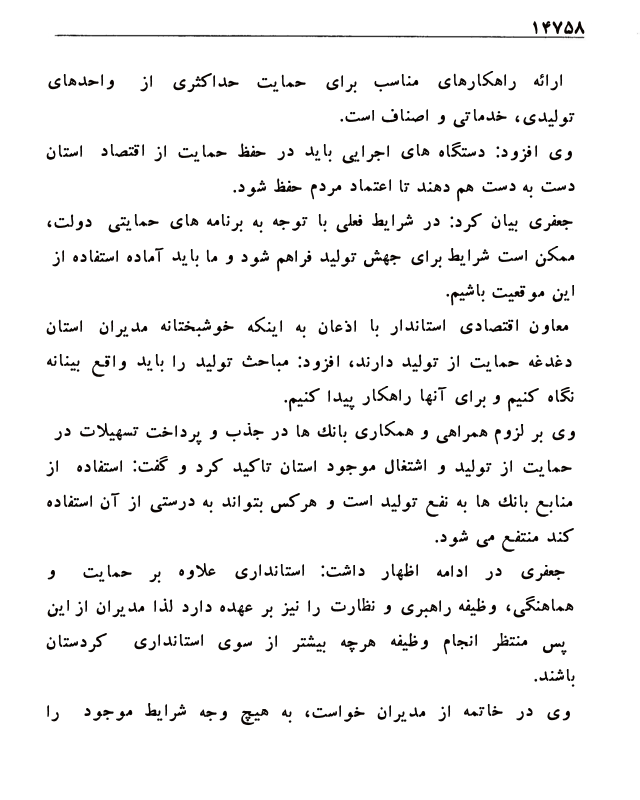 ۱۴۷۵۸
ارائه راهکارهای مناسب برای حمایت حداکثری از واحدهای
تولیدی، خدماتی و اصناف است.
وی افزود: دستگاه های اجرایی باید در حفظ حمایت از اقتصاد استان
دست به دست هم دهند تا اعتماد مردم حفظ شود.
جعفری بیان کرد: در شرایط فعلی با توجه به برنامه های حمایتی دولت،
ممکن است شرایط برای جهش تولید فراهم شود و ما باید آماده استفاده از
این موقعیت باشیم.
معاون اقتصادی استاندار با اذعان به اینکه خوشبختانه مدیران استان
دغدغه حمایت از تولید دارند، افزود: مباحث تولید را باید واقع بینانه
نگاه کنیم و برای آنها راهکار پیدا کنیم.
وی بر لزوم همراهی و همکاری بانك ها در جذب و پرداخت تسهیلات در
حمایت از تولید و اشتغال موجود استان تاکید کرد و گفت: استفاده از
منابع بانك ها به نفع تولید است و هرکس بتواند به درستی از آن استفاده
کند منتفع می شود.
جعفری در ادامه اظهار داشت: استانداری علاوه بر حمایت و
هماهنگی، وظیفه راهبری و نظارت را نیز بر عهده دارد لذا مدیران از این
پس منتظر انجام وظیفه هرچه بیشتر از سوی استانداری کردستان
باشند.
وی در خاتمه از مدیران خواست، به هیچ وجه شرایط موجود را